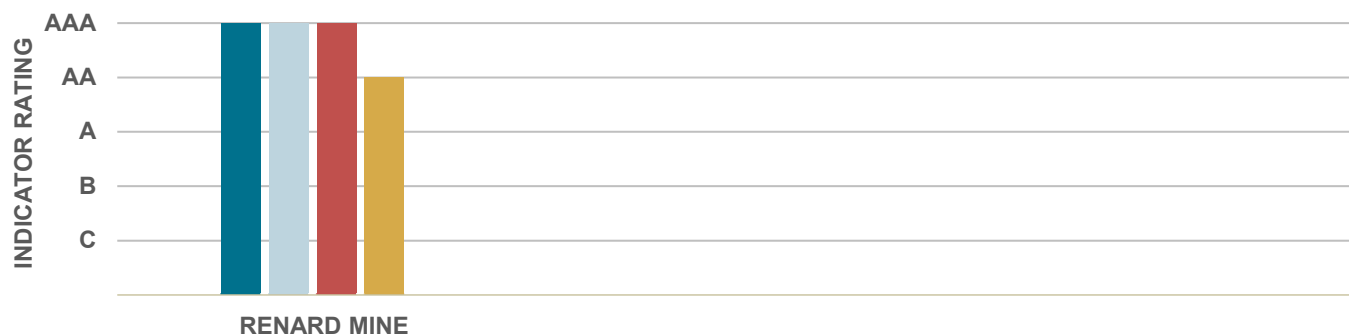 INDICATOR RATING
AAA
AA
A
B
C
RENARD MINE